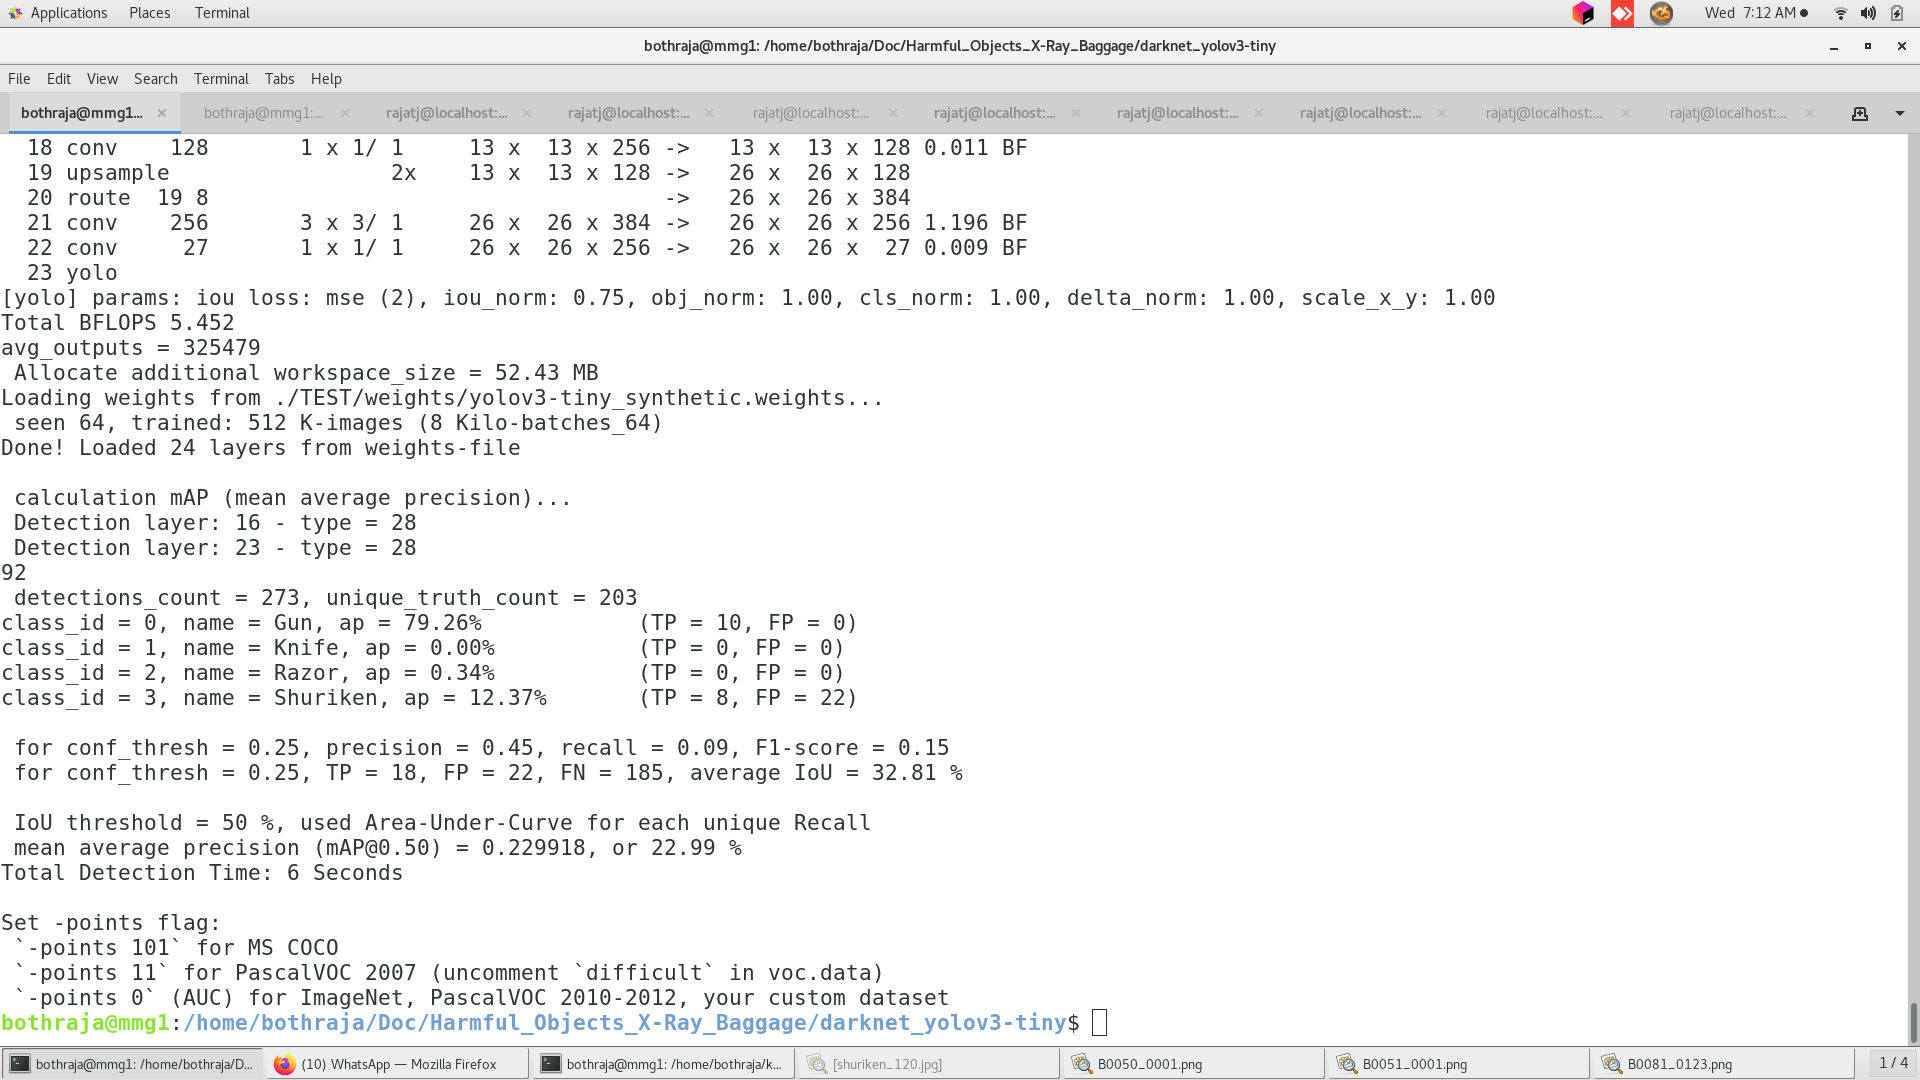 Applications Places Terminal Wed 7:12 AM
bothraja@mmg1: /home/bothraja/Doc/Harmful_Objects_X-Ray_Baggage/darknet_yolov3-tiny
File Edit View Search Terminal Tabs Help
bothraja@mmg1... × bothraja@mmg1:... × rajatj@localhost:... × rajatj@localhost:... × rajatj@localhost:... × rajatj@localhost:... × rajatj@localhost:... × rajatj@localhost:... × rajatj@localhost:... × rajatj@localhost:... ×
18 conv 128 1 x 1/ 1 13 x 13 x 256 -> 13 x 13 x 128 0.011 BF
19 upsample 2x 13 x 13 x 128 -> 26 x 26 x 128
20 route 19 8 -> 26 x 26 x 384
21 conv 256 3 x 3/ 1 26 x 26 x 384 -> 26 x 26 x 256 1.196 BF
22 conv 27 1 x 1/ 1 26 x 26 x 256 -> 26 x 26 x 27 0.009 BF
23 yolo
[yolo] params: iou loss: mse (2), iou_norm: 0.75, obj_norm: 1.00, cls_norm: 1.00, delta_norm: 1.00, scale_x_y: 1.00
Total BFLOPS 5.452
avg_outputs = 325479
Allocate additional workspace_size = 52.43 MB
Loading weights from ./TEST/weights/yolov3-tiny_synthetic.weights...
seen 64, trained: 512 K-images (8 Kilo-batches_64)
Done! Loaded 24 layers from weights-file
calculation mAP (mean average precision)...
Detection layer: 16 - type = 28
Detection layer: 23 - type = 28
92
detections_count = 273, unique_truth_count = 203
class_id = 0, name = Gun, ap = 79.26% (TP = 10, FP = 0)
class_id = 1, name = Knife, ap = 0.00% (TP = 0, FP = 0)
class_id = 2, name = Razor, ap = 0.34% (TP = 0, FP = 0)
class_id = 3, name = Shuriken, ap = 12.37% (TP = 8, FP = 22)
for conf_thresh = 0.25, precision = 0.45, recall = 0.09, F1-score = 0.15
for conf_thresh = 0.25, TP = 18, FP = 22, FN = 185, average IoU = 32.81 %
IoU threshold = 50 %, used Area-Under-Curve for each unique Recall
mean average precision (mAP@0.50) = 0.229918, or 22.99 %
Total Detection Time: 6 Seconds
Set -points flag:
`-points 101` for MS COCO
`-points 11` for PascalVOC 2007 (uncomment `difficult` in voc.data)
`-points 0` (AUC) for ImageNet, PascalVOC 2010-2012, your custom dataset
bothraja@mmg1:/home/bothraja/Doc/Harmful_Objects_X-Ray_Baggage/darknet_yolov3-tiny$
bothraja@mmg1: /home/bothraja/D... (10) WhatsApp — Mozilla Firefox bothraja@mmg1: /home/bothraja/k... [shuriken_120.jpg] B0050_0001.png B0051_0001.png B0081_0123.png 1 / 4